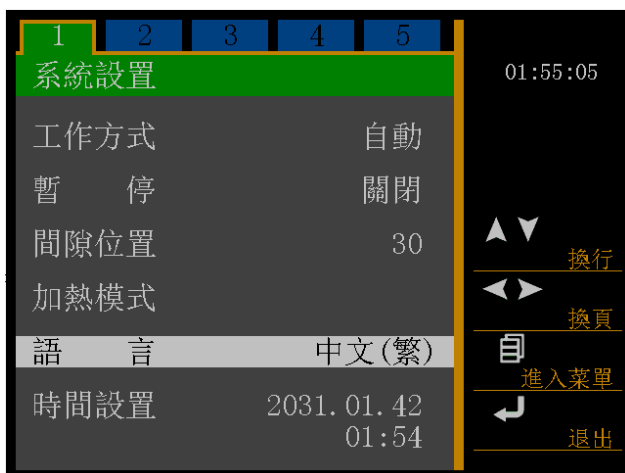 1 2 3 4 5
系統設置
01:55:05
工作方式 自動
暫 停 關閉
間隙位置 30
換行
加熱模式
換頁
語 言 中文(繁)
進入菜單
時間設置 2031.01.42
01:54
退出